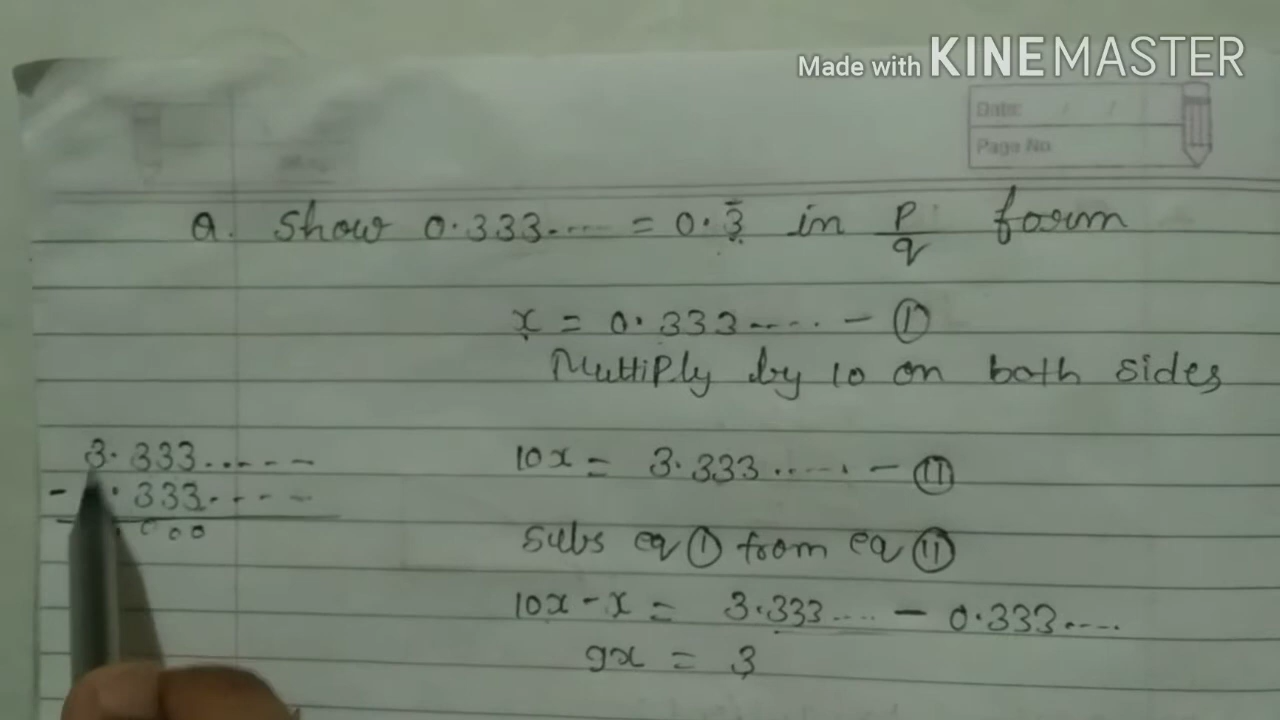 Made with KINEMASTER
Date: / /
Page No
Q. Show 0.333.... = 0.3̄ in p/q form
x = 0.333.... - ①
Multiply by 10 on both sides
3.333......
10x = 3.333...... - ⑪
- .333.....
000
Subs eq ① from eq ⑪
10x - x = 3.333.... - 0.333....
9x = 3